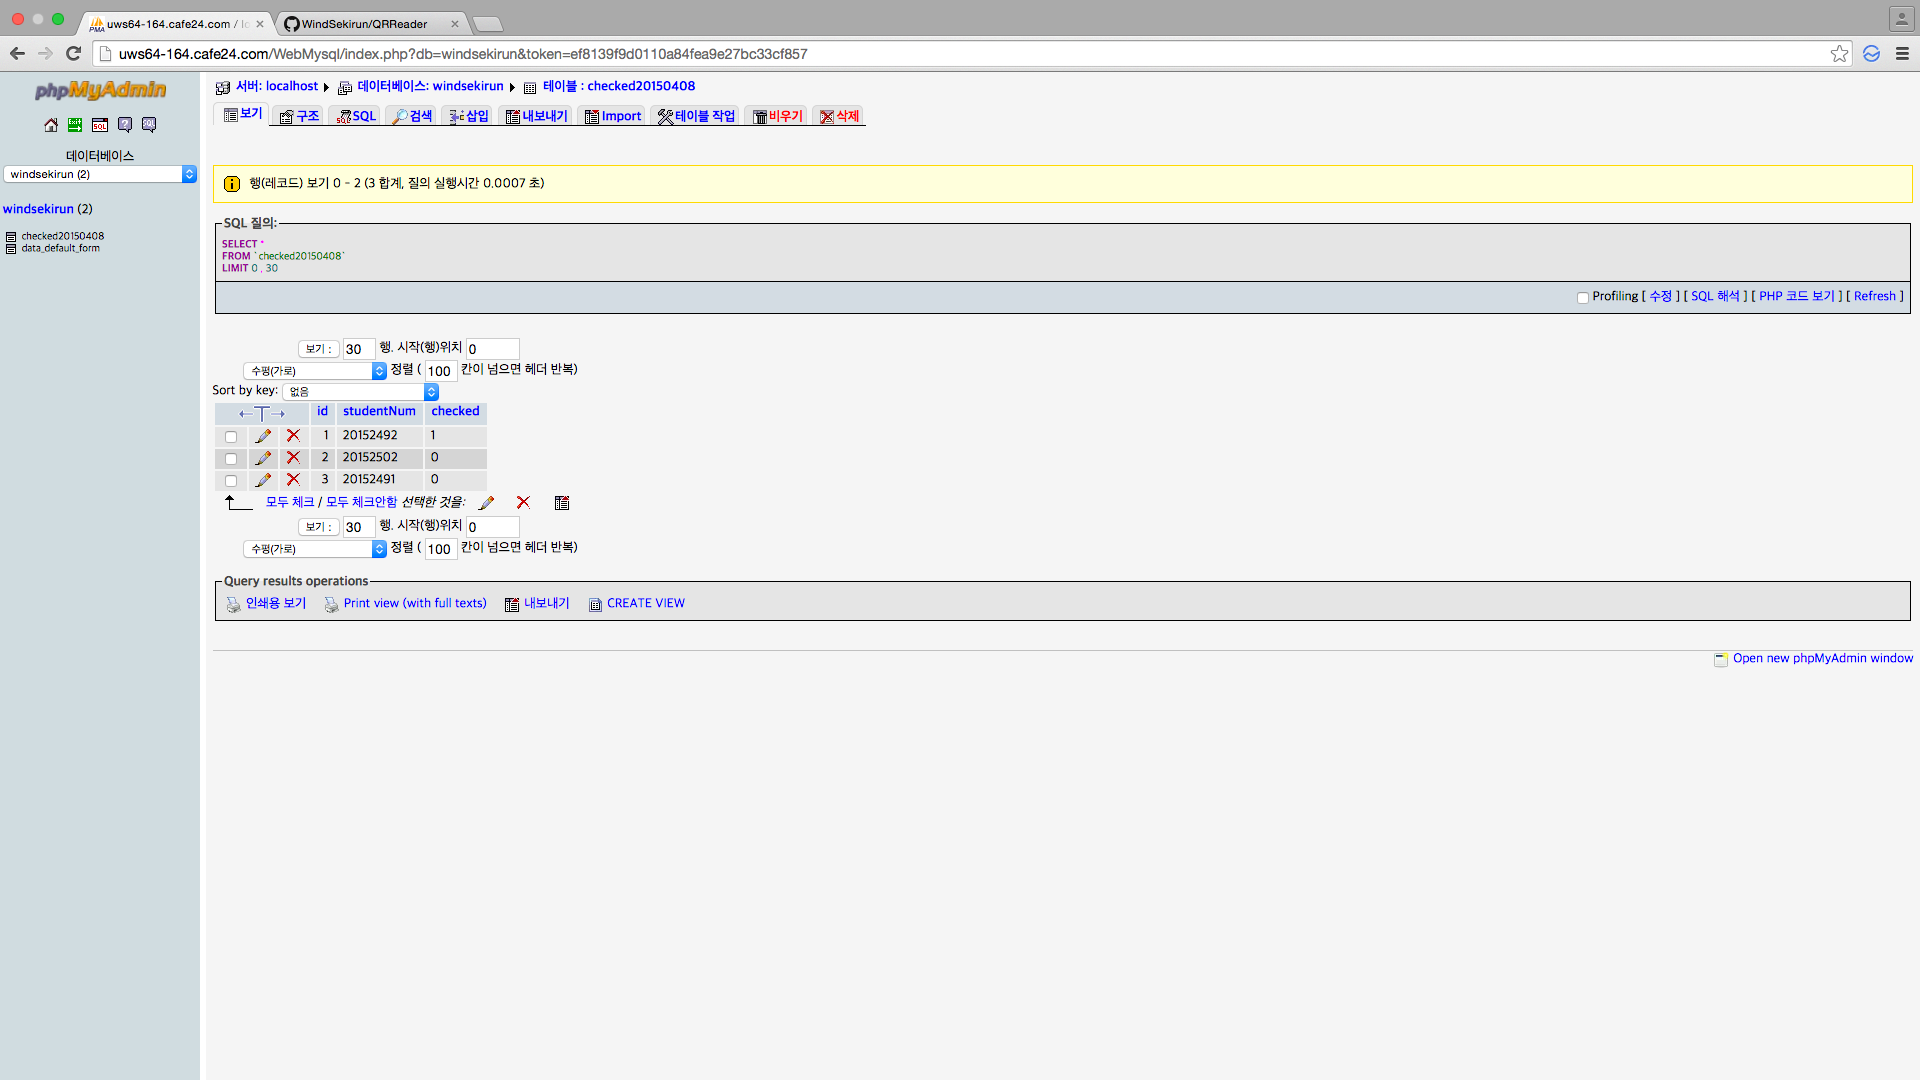 uws64-164.cafe24.com / lo
WindSekirun/QRReader
uws64-164.cafe24.com/WebMysql/index.php?db=windsekirun&token=ef8139f9d0110a84fea9e27bc33cf857
phpMyAdmin
데이터베이스
windsekirun (2)
windsekirun (2)
checked20150408
data_default_form
서버: localhost ▸ 데이터베이스: windsekirun ▸ 테이블 : checked20150408
보기 구조 SQL 검색 삽입 내보내기 Import 테이블 작업 비우기 삭제
행(레코드) 보기 0 - 2 (3 합계, 질의 실행시간 0.0007 초)
SQL 질의:
SELECT *
FROM `checked20150408`
LIMIT 0 , 30
Profiling [ 수정 ] [ SQL 해석 ] [ PHP 코드 보기 ] [ Refresh ]
보기 : 30 행. 시작(행)위치 0
수평(가로) 정렬 ( 100 칸이 넘으면 헤더 반복)
Sort by key: 없음
←T→ id studentNum checked
1 20152492 1
2 20152502 0
3 20152491 0
모두 체크 / 모두 체크안함 선택한 것을:
보기 : 30 행. 시작(행)위치 0
수평(가로) 정렬 ( 100 칸이 넘으면 헤더 반복)
Query results operations
인쇄용 보기 Print view (with full texts) 내보내기 CREATE VIEW
Open new phpMyAdmin window